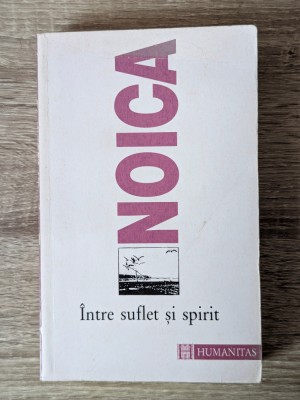 NOICA
Între suflet și spirit
HUMANITAS